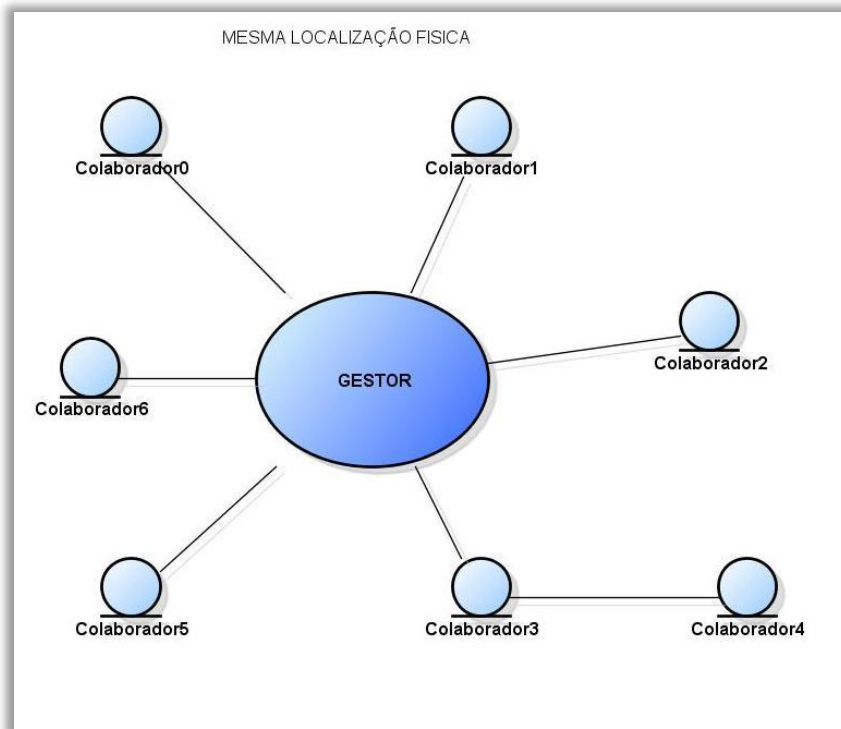 MESMA LOCALIZAÇÃO FISICA
Colaborador0
Colaborador1
Colaborador2
GESTOR
Colaborador6
Colaborador5
Colaborador3
Colaborador4